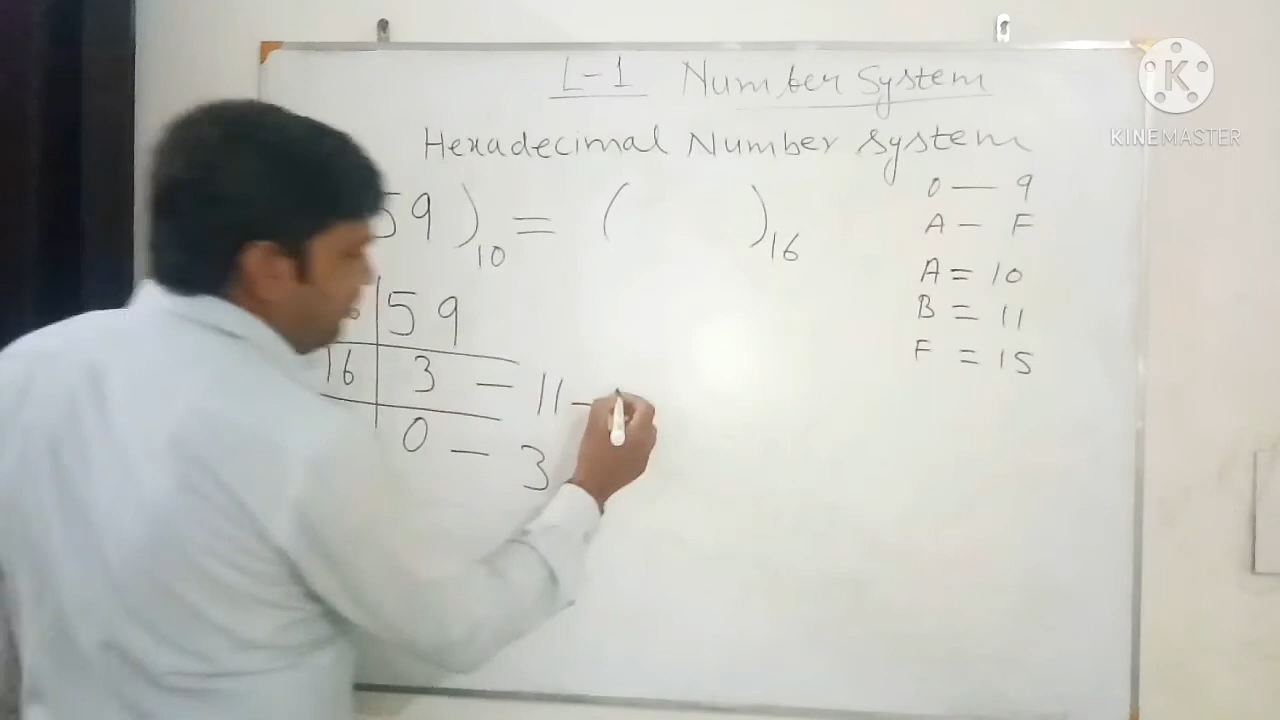 L-1 Number System
Hexadecimal Number System
59)10 = ( )16
59
16 3 — 11 —
0 — 3
0 — 9
A — F
A = 10
B = 11
F = 15
K
KINEMASTER